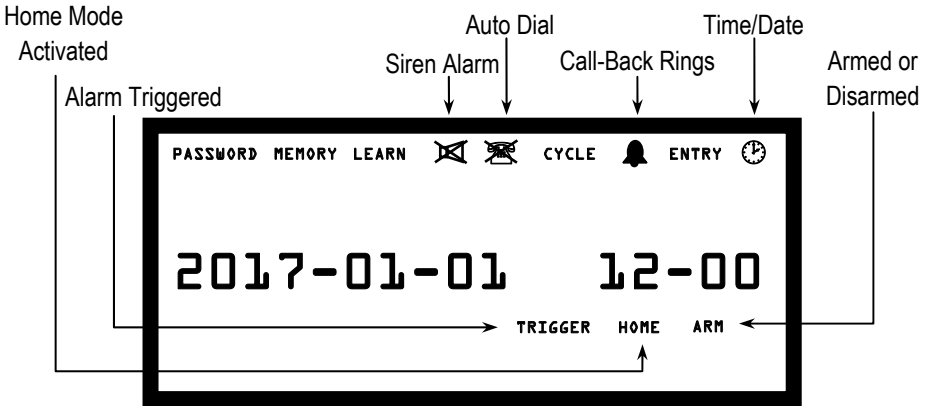 Home Mode
Activated
Auto Dial
Time/Date
Siren Alarm
Call-Back Rings
Armed or
Disarmed
Alarm Triggered
PASSWORD MEMORY LEARN CYCLE ENTRY
2017-01-01 12-00
TRIGGER HOME ARM